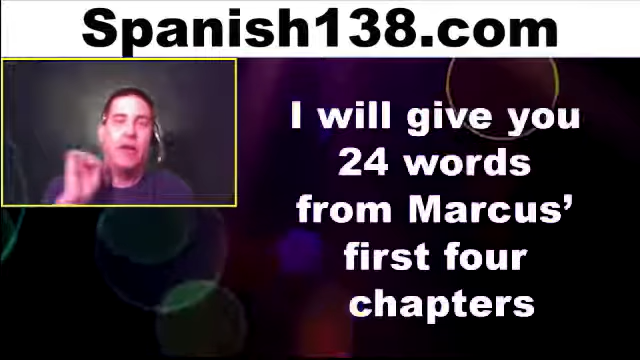 Spanish138.com
I will give you
24 words
from Marcus’
first four
chapters